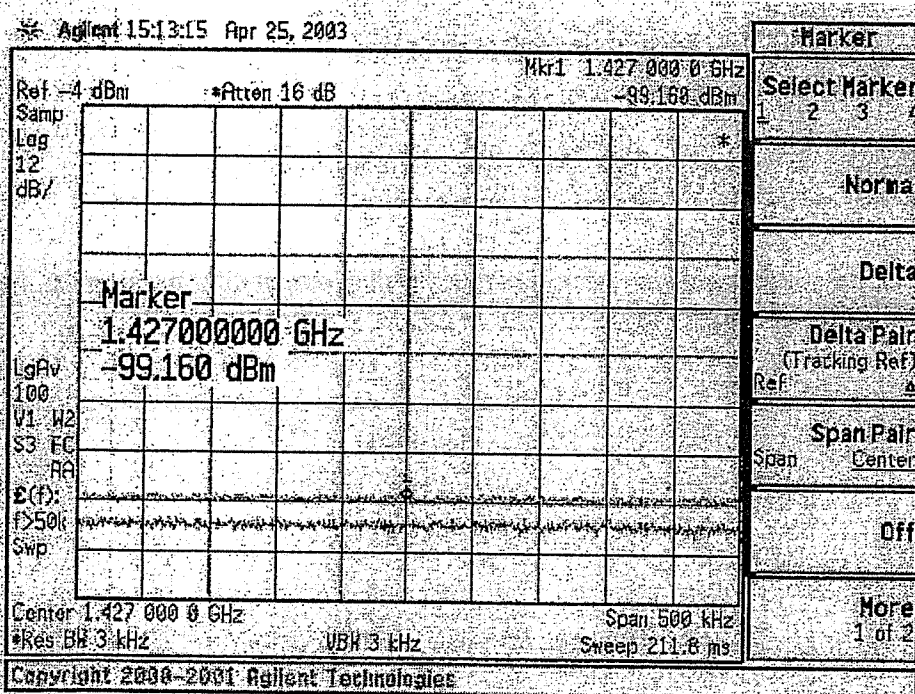 Agilent 15:13:15 Apr 25, 2003
Marker
Mkr1 1.427 000 0 GHz
Ref -4 dBm *Atten 16 dB -99.160 dBm
Select Marker
1 2 3
Samp
Log
12
dB/
*
Norma
Delta
Marker
1.427000000 GHz
-99.160 dBm
Delta Pair
(Tracking Ref)
Ref Δ
LgAv
100
V1 W2
S3 FC
AA
Span Pair
Span Center
£(f):
f>50k
Swp
1
Off
Center 1.427 000 0 GHz Span 500 kHz
*Res BW 3 kHz VBW 3 kHz Sweep 211.8 ms
More
1 of 2
Copyright 2000-2001 Agilent Technologies